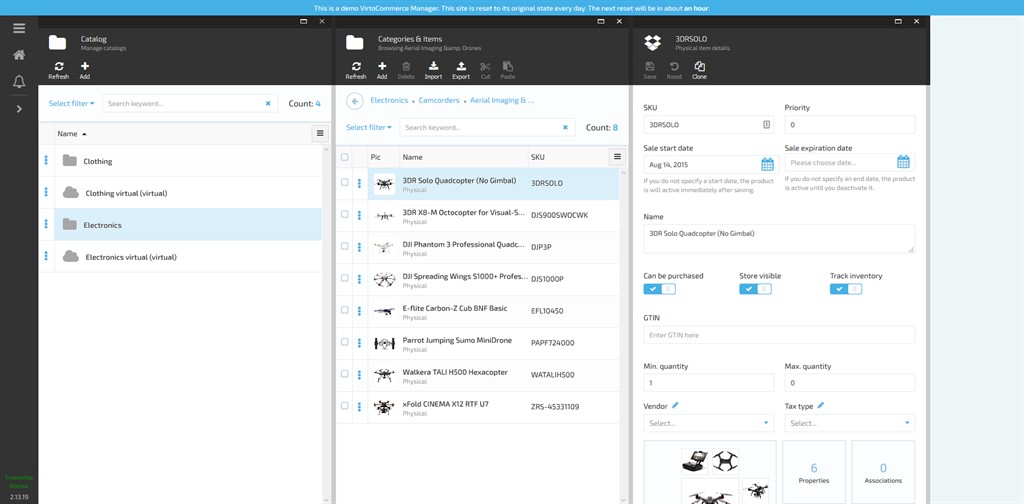 This is a demo VirtoCommerce Manager. This site is reset to its original state every day. The next reset will be in about an hour.
Catalog
Manage catalogs
Refresh
Add
Select filter
Search keyword...
Count: 4
Name
Clothing
Clothing virtual (virtual)
Electronics
Electronics virtual (virtual)
Enterprise
license
2.13.19
Categories & Items
Browsing Aerial Imaging &amp; Drones
Refresh
Add
Delete
Import
Export
Cut
Paste
Electronics
Camcorders
Aerial Imaging & ...
Select filter
Search keyword...
Count: 8
Pic
Name
SKU
3DR Solo Quadcopter (No Gimbal)
Physical
3DRSOLO
3DR X8-M Octocopter for Visual-S...
Physical
DJS900SWOCWK
DJI Phantom 3 Professional Quadc...
Physical
DJP3P
DJI Spreading Wings S1000+ Profes...
Physical
DJS1000P
E-flite Carbon-Z Cub BNF Basic
Physical
EFL10450
Parrot Jumping Sumo MiniDrone
Physical
PAPF724000
Walkera TALI H500 Hexacopter
Physical
WATALIH500
xFold CINEMA X12 RTF U7
Physical
ZRS-45331109
3DRSOLO
Physical item details
Save
Reset
Clone
SKU
3DRSOLO
Priority
0
Sale start date
Aug 14, 2015
If you do not specify a start date, the product
will active immediately after saving.
Sale expiration date
Please choose date...
If you do not specify an end date, the product
is active until you deactivate it.
Name
3DR Solo Quadcopter (No Gimbal)
Can be purchased
Store visible
Track inventory
GTIN
Enter GTIN here
Min. quantity
1
Max. quantity
0
Vendor
Select...
Tax type
Select...
6
Properties
0
Associations